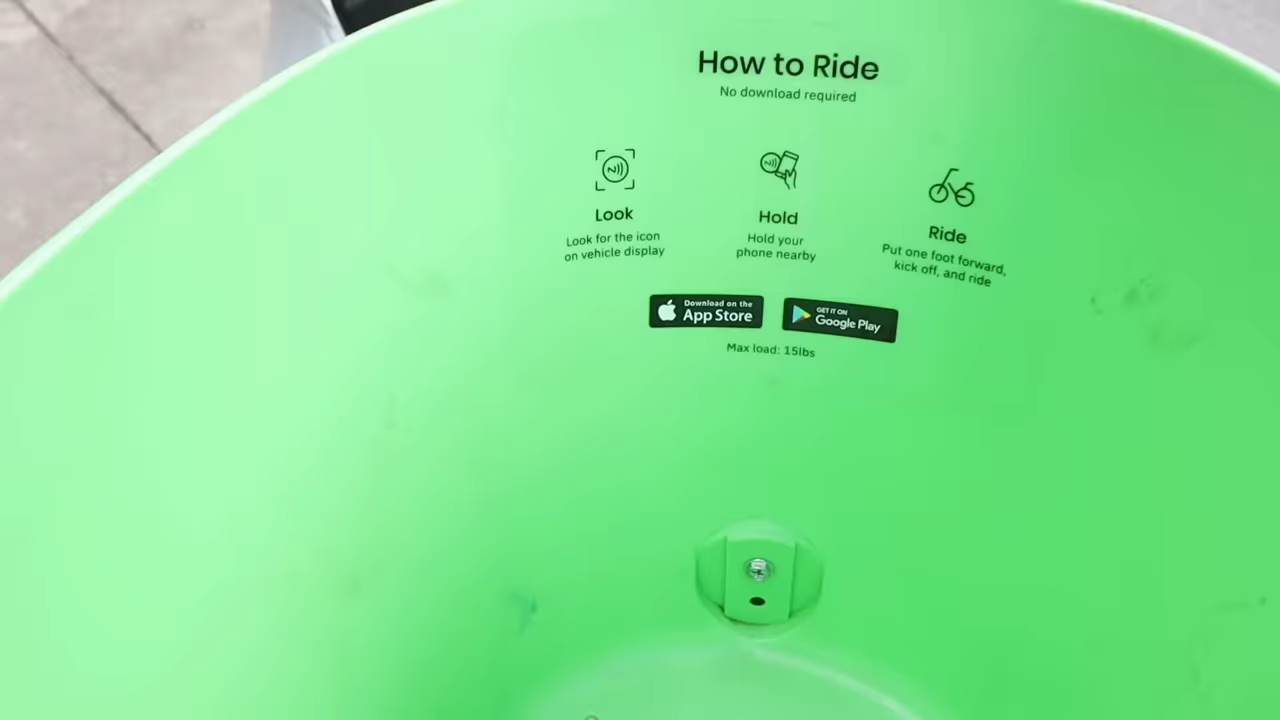 How to Ride
No download required
Look
Look for the icon
on vehicle display
Hold
Hold your
phone nearby
Ride
Put one foot forward,
kick off, and ride
Download on the
App Store
GET IT ON
Google Play
Max load: 15lbs